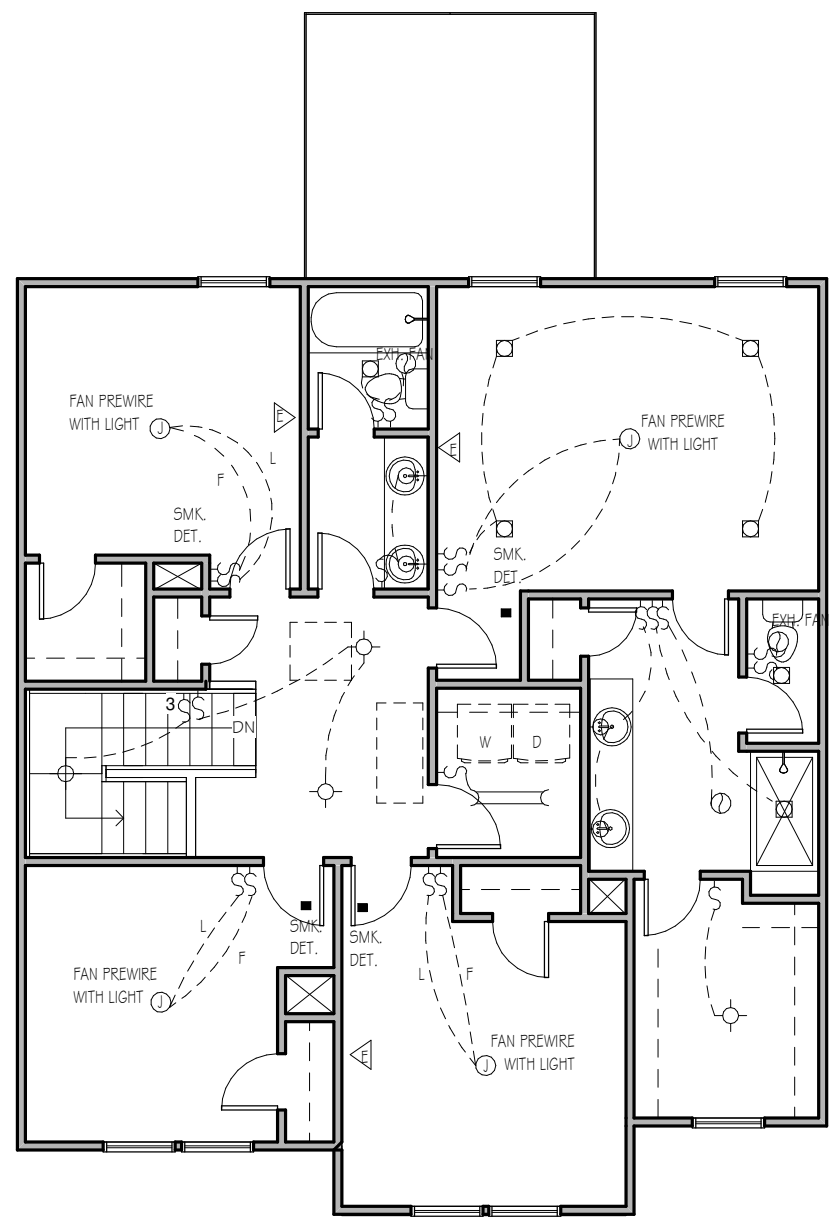 EXH. FAN
FAN PREWIRE
WITH LIGHT
J
E
FAN PREWIRE
WITH LIGHT
J
E
L
F
SMK.
DET.
SMK.
DET.
EXH. FAN
3
DN
W
D
L
F
SMK.
DET.
SMK.
DET.
FAN PREWIRE
WITH LIGHT
J
L
F
FAN PREWIRE
WITH LIGHT
J
E